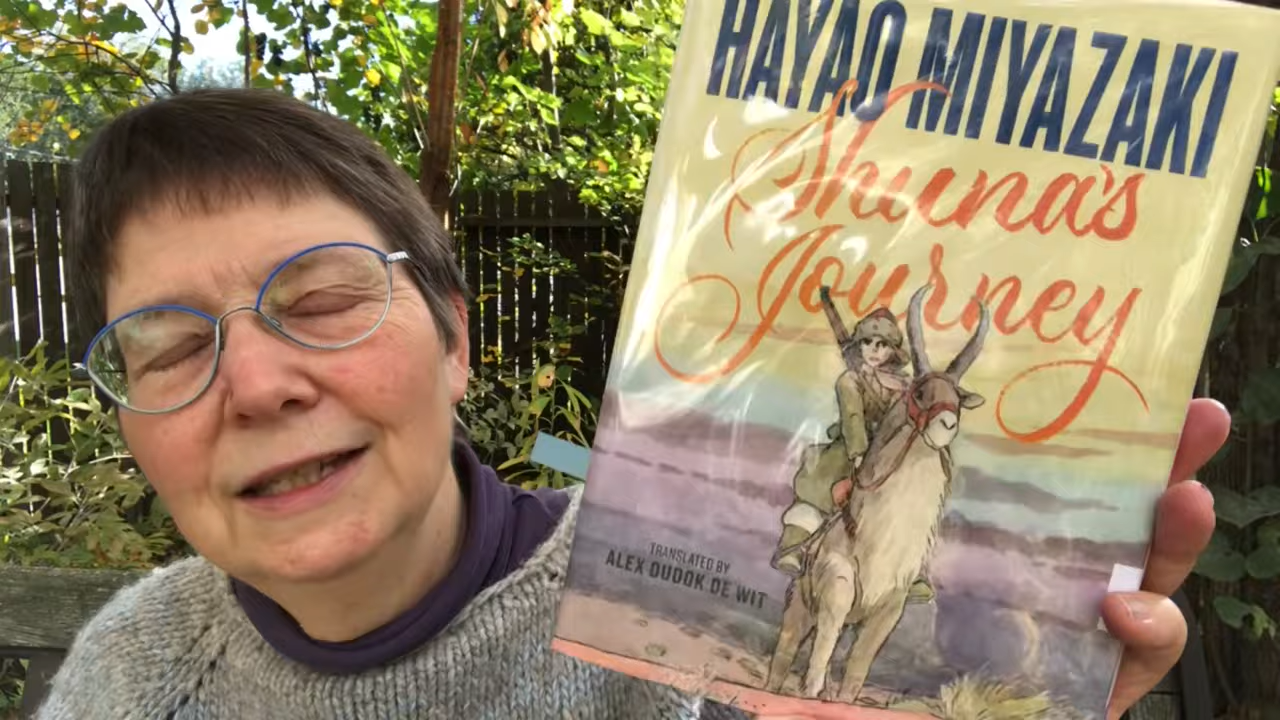 HAYAO MIYAZAKI
Shuna's
Journey
TRANSLATED BY
ALEX DUDOK DE WIT